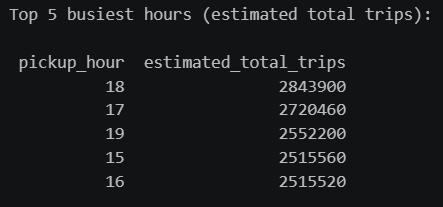 Top 5 busiest hours (estimated total trips):
pickup_hour estimated_total_trips
18 2843900
17 2720460
19 2552200
15 2515560
16 2515520